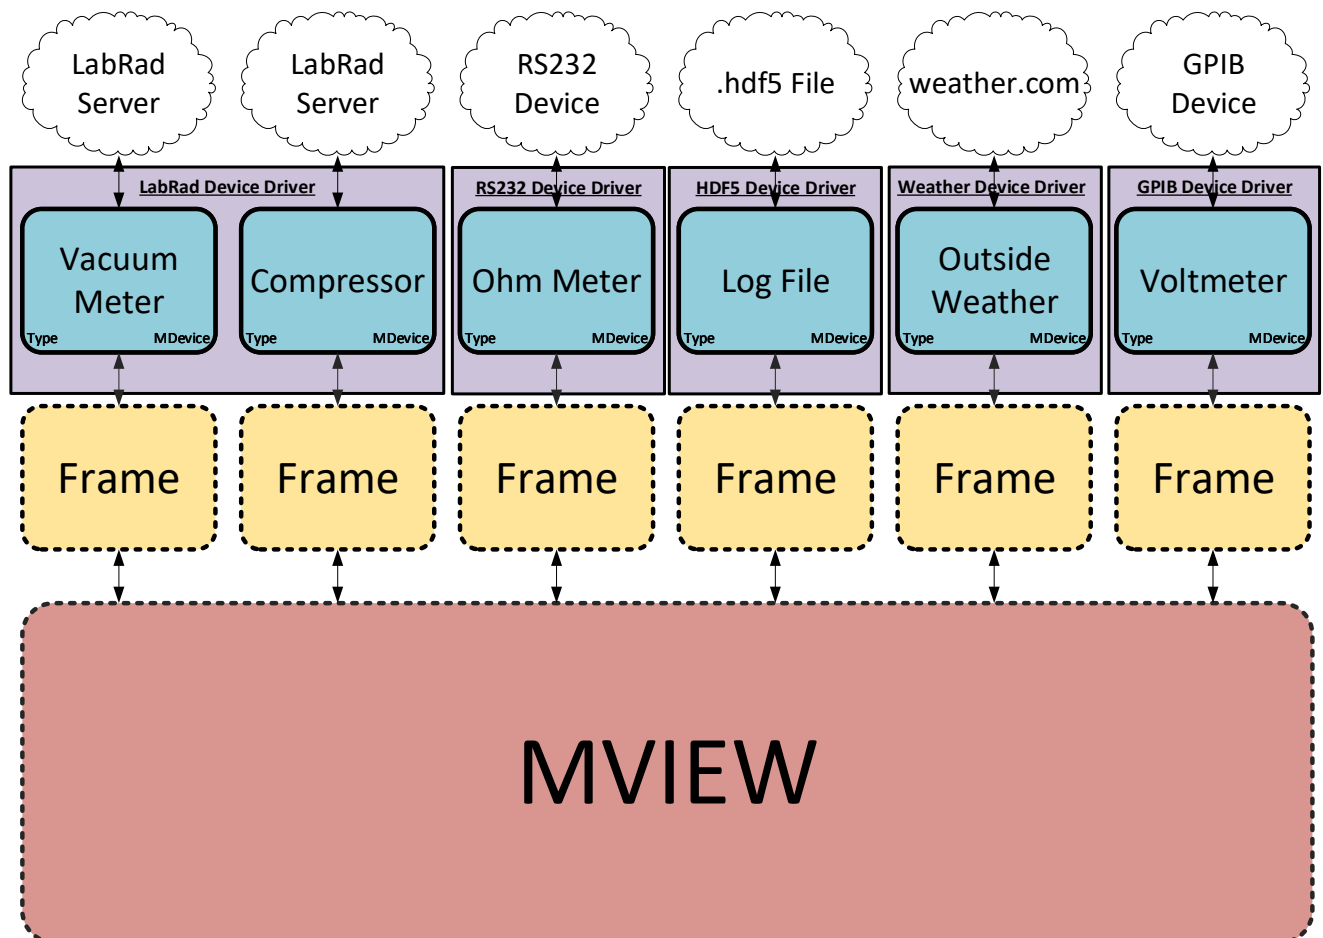 LabRad
Server
LabRad
Server
RS232
Device
.hdf5 File
weather.com
GPIB
Device
LabRad Device Driver
RS232 Device Driver
HDF5 Device Driver
Weather Device Driver
GPIB Device Driver
Vacuum
Meter
Type MDevice
Compressor
Type MDevice
Ohm Meter
Type MDevice
Log File
Type MDevice
Outside
Weather
Type MDevice
Voltmeter
Type MDevice
Frame
Frame
Frame
Frame
Frame
Frame
MVIEW